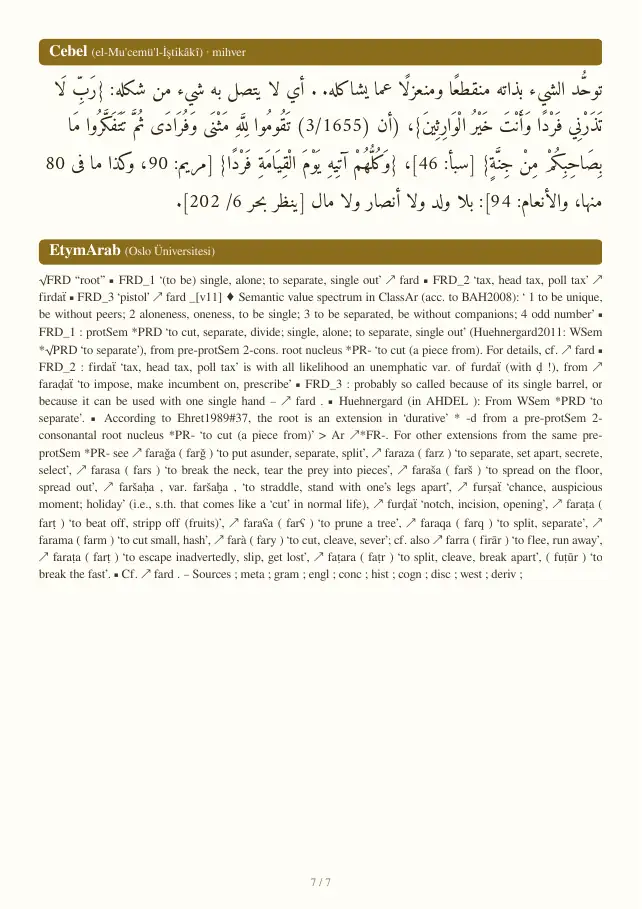 Cebel (el-Mu'cemü'l-İştikâkî) · mihver
توحُّد الشيء بذاته منقطعًا ومنعزلًا عما يشاكله. . أي لا يتصل به شيء من شكله: {رَبِّ لَا
تَذَرْنِي فَرْدًا وَأَنْتَ خَيْرُ الْوَارِثِينَ}، (أن (3/1655) تَقُومُوا لِلَّهِ مَثْنَى وَفُرَادَى ثُمَّ تَتَفَكَّرُوا مَا
بِصَاحِبِكُمْ مِنْ جِنَّةٍ} [سبأ: 46]، {وَكُلُّهُمْ آتِيهِ يَوْمَ الْقِيَامَةِ فَرْدًا} [مريم: 90، وكذا ما فى 80
منها، والأنعام: 94]: بلا ولد ولا أنصار ولا مال [ينظر بحر 6/ 202].
EtymArab (Oslo Üniversitesi)
√FRD “root” ▪ FRD_1 ‘(to be) single, alone; to separate, single out’ ↗ fard ▪ FRD_2 ‘tax, head tax, poll tax’ ↗
firdaẗ ▪ FRD_3 ‘pistol’ ↗ fard _[v11] ♦ Semantic value spectrum in ClassAr (acc. to BAH2008): ‘ 1 to be unique,
be without peers; 2 aloneness, oneness, to be single; 3 to be separated, be without companions; 4 odd number’ ▪
FRD_1 : protSem *PRD ‘to cut, separate, divide; single, alone; to separate, single out’ (Huehnergard2011: WSem
*√PRD ‘to separate’), from pre-protSem 2-cons. root nucleus *PR- ‘to cut (a piece from). For details, cf. ↗ fard ▪
FRD_2 : firdaẗ ‘tax, head tax, poll tax’ is with all likelihood an unemphatic var. of furdaẗ (with ḍ !), from ↗
faraḍaẗ ‘to impose, make incumbent on, prescribe’ ▪ FRD_3 : probably so called because of its single barrel, or
because it can be used with one single hand – ↗ fard . ▪ Huehnergard (in AHDEL ): From WSem *PRD ‘to
separate’. ▪ According to Ehret1989#37, the root is an extension in ‘durative’ * -d from a pre-protSem 2-
consonantal root nucleus *PR- ‘to cut (a piece from)’ > Ar ↗*FR-. For other extensions from the same pre-
protSem *PR- see ↗ faraǧa ( farǧ ) ‘to put asunder, separate, split’, ↗ faraza ( farz ) ‘to separate, set apart, secrete,
select’, ↗ farasa ( fars ) ‘to break the neck, tear the prey into pieces’, ↗ faraša ( farš ) ‘to spread on the floor,
spread out’, ↗ faršaḥa , var. faršaḥa , ‘to straddle, stand with one’s legs apart’, ↗ furṣaẗ ‘chance, auspicious
moment; holiday’ (i.e., s.th. that comes like a ‘cut’ in normal life), ↗ furḍaẗ ‘notch, incision, opening’, ↗ faraṭa (
farṭ ) ‘to beat off, stripp off (fruits)’, ↗ faraʕa ( farʕ ) ‘to prune a tree’, ↗ faraqa ( farq ) ‘to split, separate’, ↗
farama ( farm ) ‘to cut small, hash’, ↗ farà ( fary ) ‘to cut, cleave, sever’; cf. also ↗ farra ( firār ) ‘to flee, run away’,
↗ faraṭa ( farṭ ) ‘to escape inadvertedly, slip, get lost’, ↗ faṭara ( faṭr ) ‘to split, cleave, break apart’, ( fuṭūr ) ‘to
break the fast’. ▪ Cf. ↗ fard . – Sources ; meta ; gram ; engl ; conc ; hist ; cogn ; disc ; west ; deriv ;
7 / 7